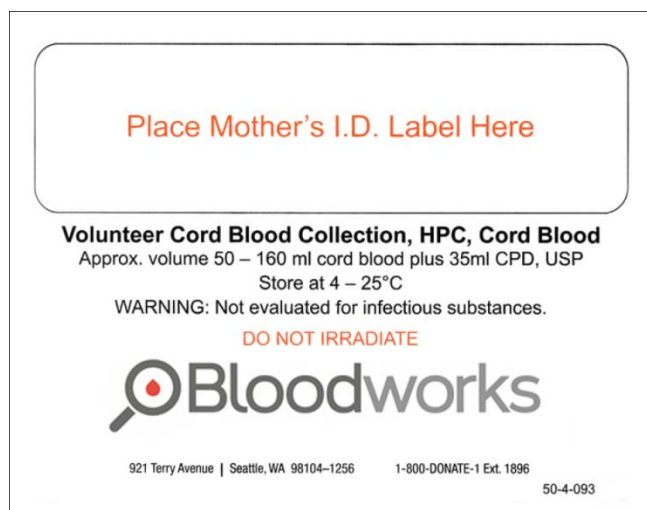 Place Mother's I.D. Label Here
Volunteer Cord Blood Collection, HPC, Cord Blood
Approx. volume 50 – 160 ml cord blood plus 35ml CPD, USP
Store at 4 – 25°C
WARNING: Not evaluated for infectious substances.
DO NOT IRRADIATE
Bloodworks
921 Terry Avenue | Seattle, WA 98104–1256 1-800-DONATE-1 Ext. 1896
50-4-093